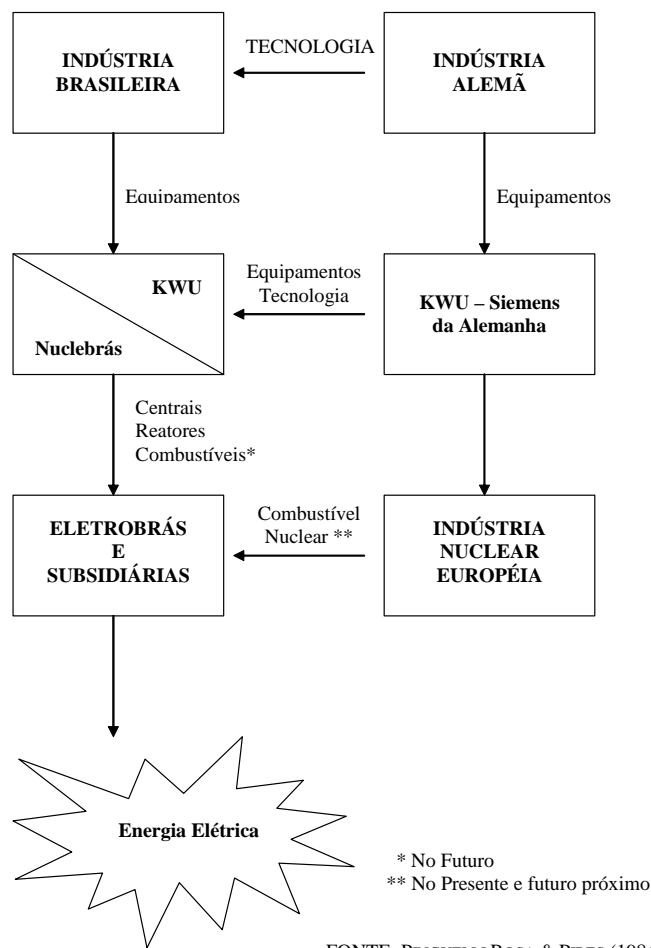 INDÚSTRIA
BRASILEIRA
TECNOLOGIA
INDÚSTRIA
ALEMÃ
Equipamentos
Equipamentos
KWU
Nuclebrás
Equipamentos
Tecnologia
KWU – Siemens
da Alemanha
Centrais
Reatores
Combustíveis*
ELETROBRÁS
E
SUBSIDIÁRIAS
Combustível
Nuclear **
INDÚSTRIA
NUCLEAR
EUROPÉIA
Energia Elétrica
* No Futuro
** No Presente e futuro próximo
FONTE